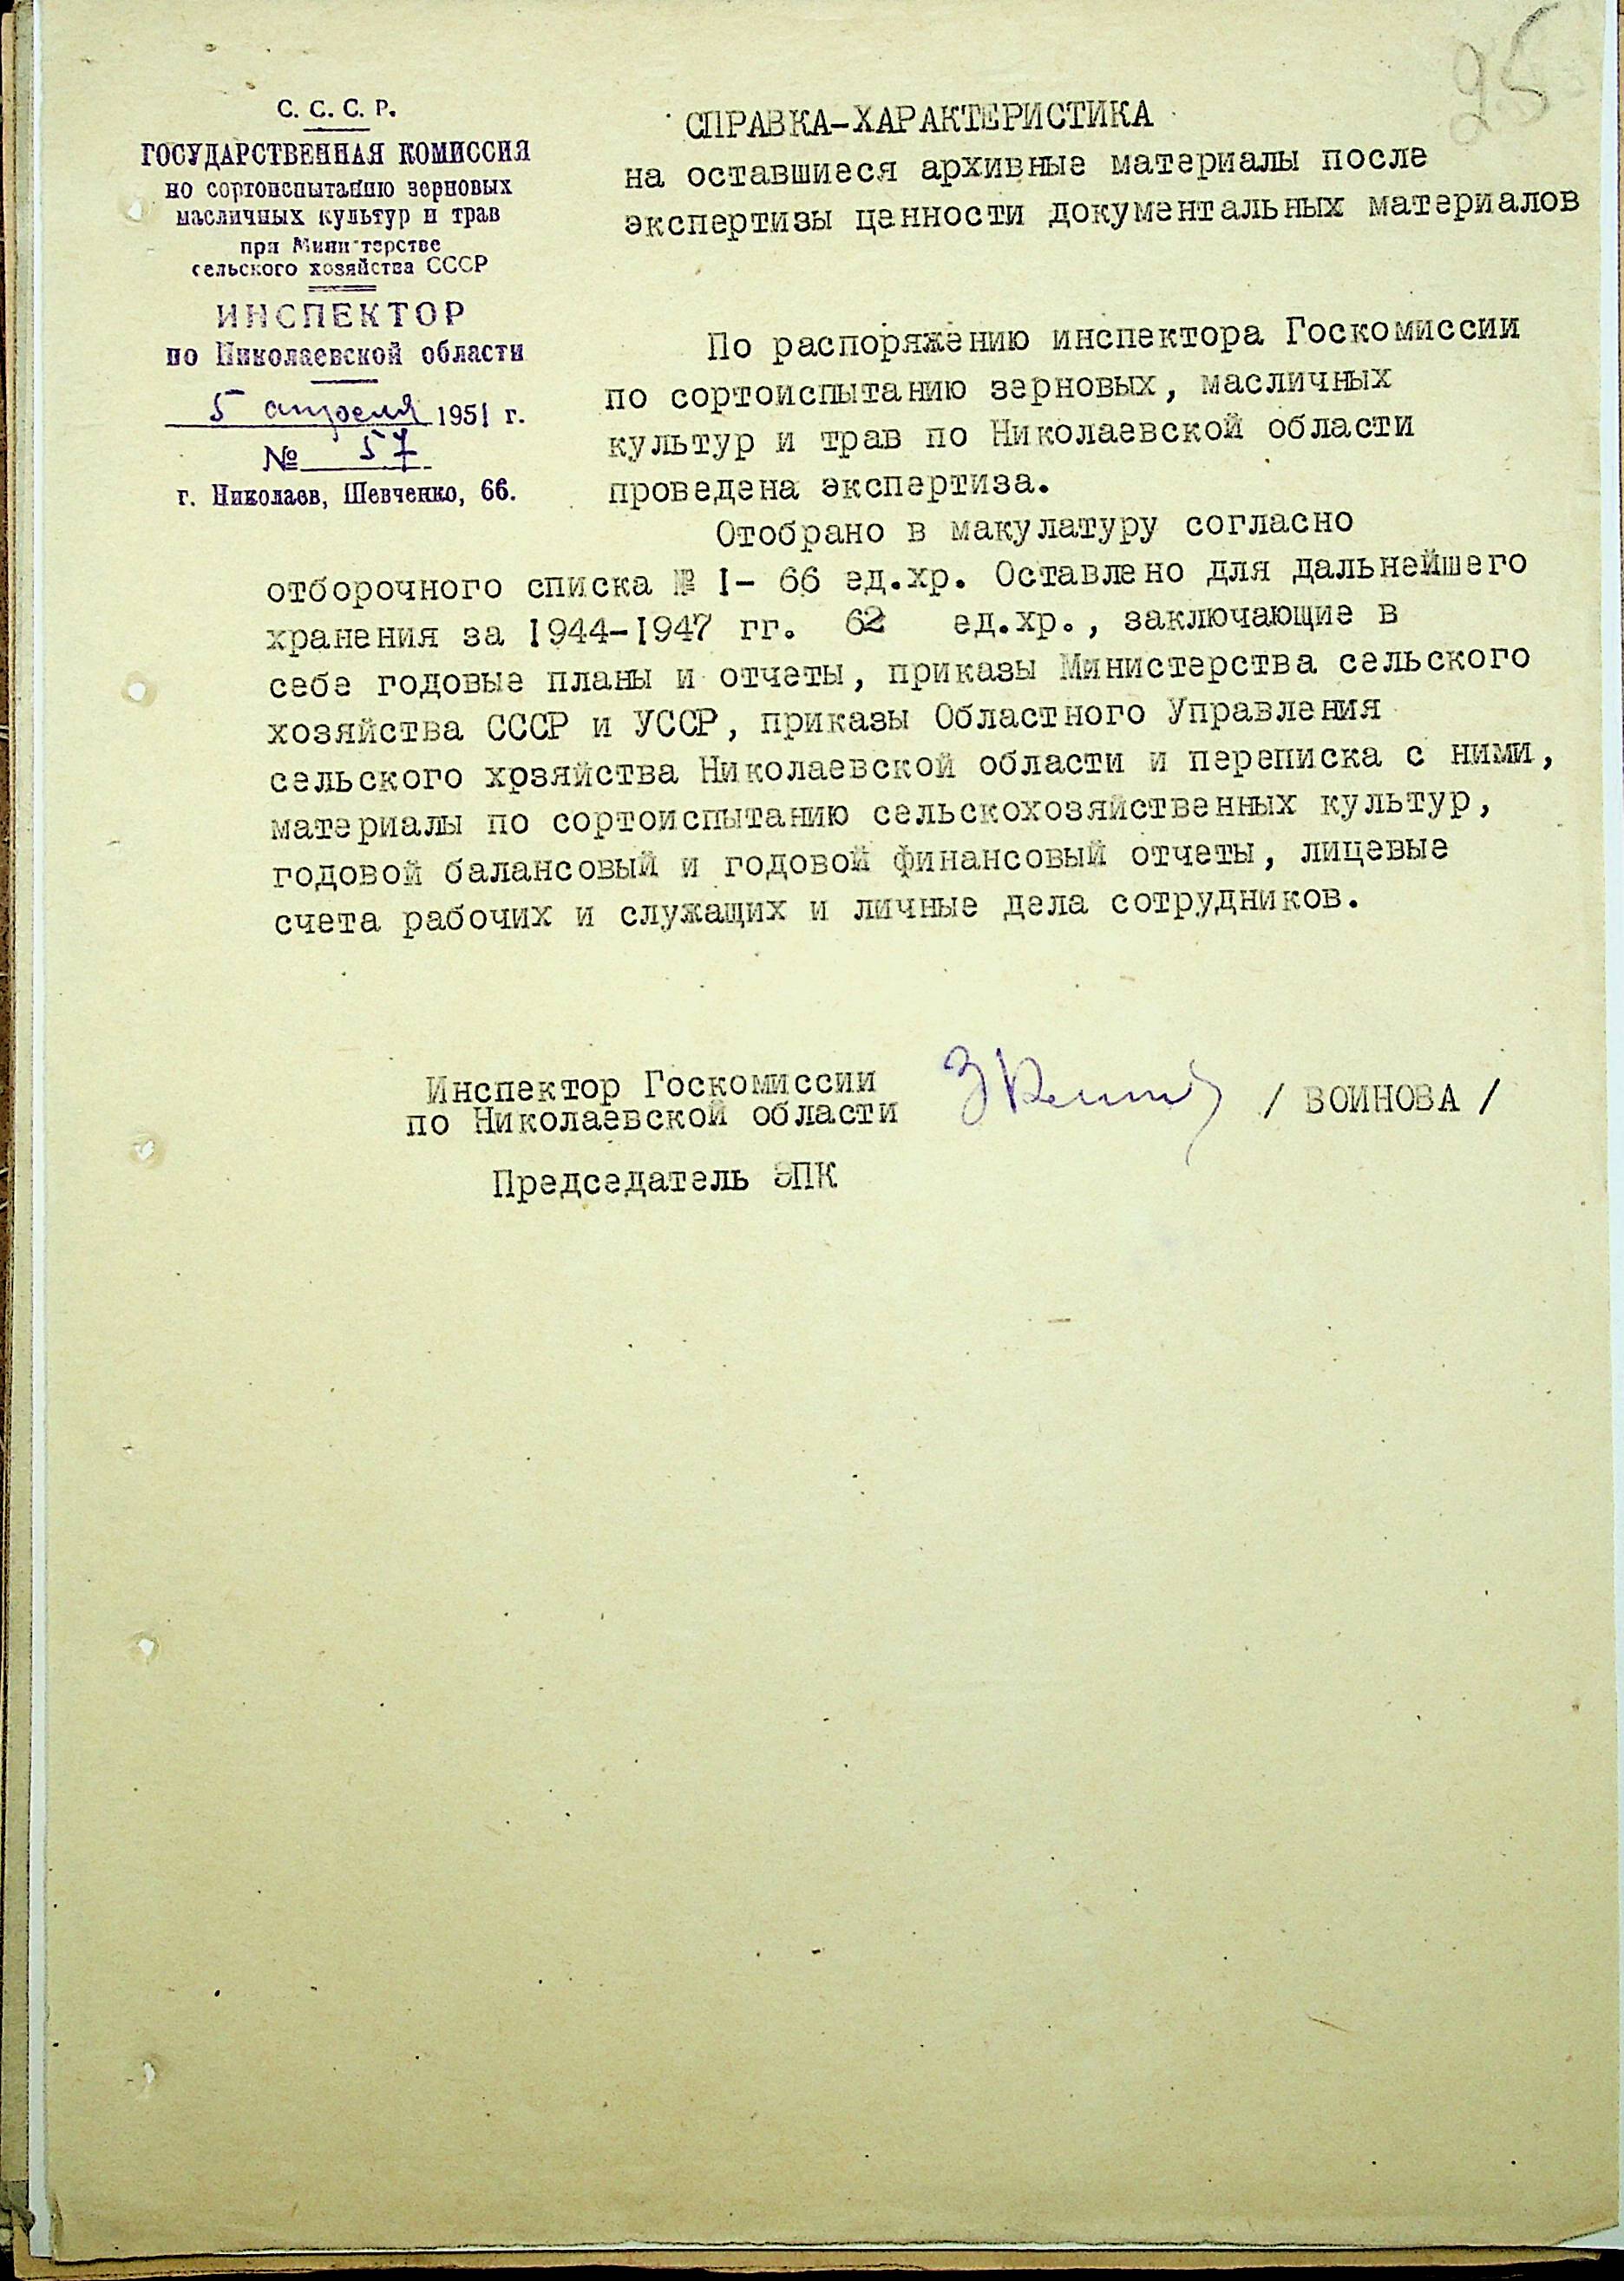 25
С. С. С. Р.
ГОСУДАРСТВЕННАЯ КОМИССИЯ
по сортоиспытанию зерновых
масличных культур и трав
при Министерстве
сельского хозяйства СССР
ИНСПЕКТОР
по Николаевской области
5 апреля 1951 г.
№ 57
г. Николаев, Шевченко, 66.
СПРАВКА-ХАРАКТЕРИСТИКА
на оставшиеся архивные материалы после
экспертизы ценности документальных материалов
По распоряжению инспектора Госкомиссии
по сортоиспытанию зерновых, масличных
культур и трав по Николаевской области
проведена экспертиза.
Отобрано в макулатуру согласно
отборочного списка № I- 66 ед.хр. Оставлено для дальнейшего
хранения за 1944-1947 гг. 62 ед.хр., заключающие в
себе годовые планы и отчеты, приказы Министерства сельского
хозяйства СССР и УССР, приказы Областного Управления
сельского хозяйства Николаевской области и переписка с ними,
материалы по сортоиспытанию сельскохозяйственных культур,
годовой балансовый и годовой финансовый отчеты, лицевые
счета рабочих и служащих и личные дела сотрудников.
Инспектор Госкомиссии
по Николаевской области / ВОИНОВА /
Председатель ЭПК